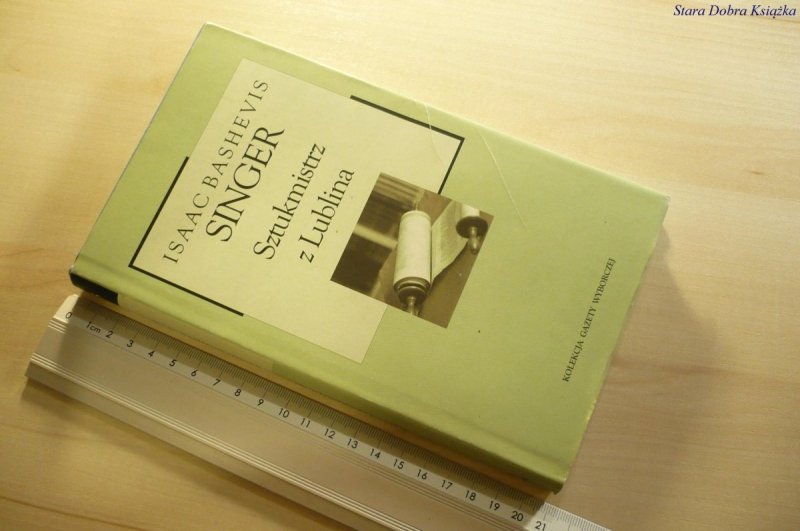 Stara Dobra Książka
ISAAC BASHEVIS
SINGER
Sztukmistrz
z Lublina
KOLEKCJA GAZETY WYBORCZEJ
0 1cm 2 3 4 5 6 7 8 9 10 11 12 13 14 15 16 17 18 19 20 21